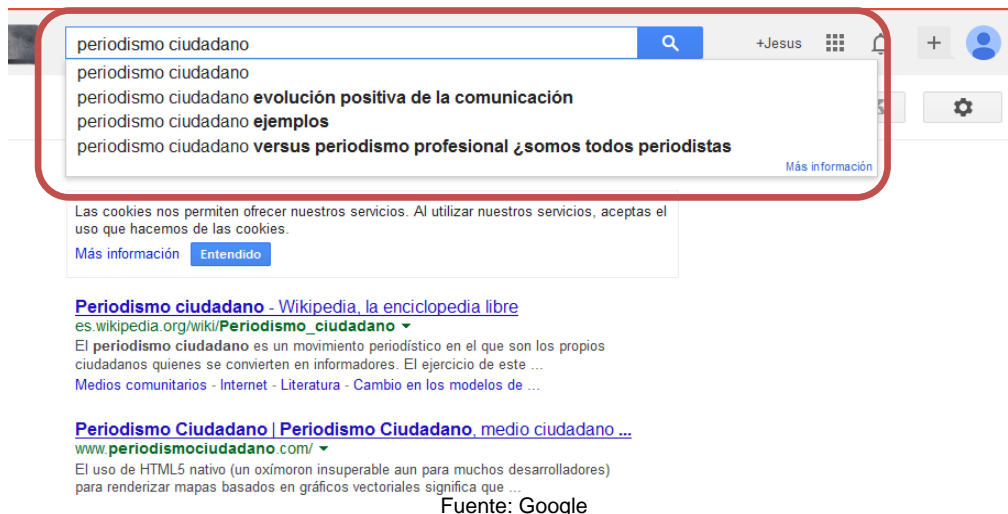 periodismo ciudadano
+Jesus
periodismo ciudadano
periodismo ciudadano evolución positiva de la comunicación
periodismo ciudadano ejemplos
periodismo ciudadano versus periodismo profesional ¿somos todos periodistas
Más información
Las cookies nos permiten ofrecer nuestros servicios. Al utilizar nuestros servicios, aceptas el
uso que hacemos de las cookies.
Más información Entendido
Periodismo ciudadano - Wikipedia, la enciclopedia libre
es.wikipedia.org/wiki/Periodismo_ciudadano
El periodismo ciudadano es un movimiento periodístico en el que son los propios
ciudadanos quienes se convierten en informadores. El ejercicio de este ...
Medios comunitarios - Internet - Literatura - Cambio en los modelos de ...
Periodismo Ciudadano | Periodismo Ciudadano, medio ciudadano ...
www.periodismociudadano.com/
El uso de HTML5 nativo (un oxímoron insuperable aun para muchos desarrolladores)
para renderizar mapas basados en gráficos vectoriales significa que ...
Fuente: Google